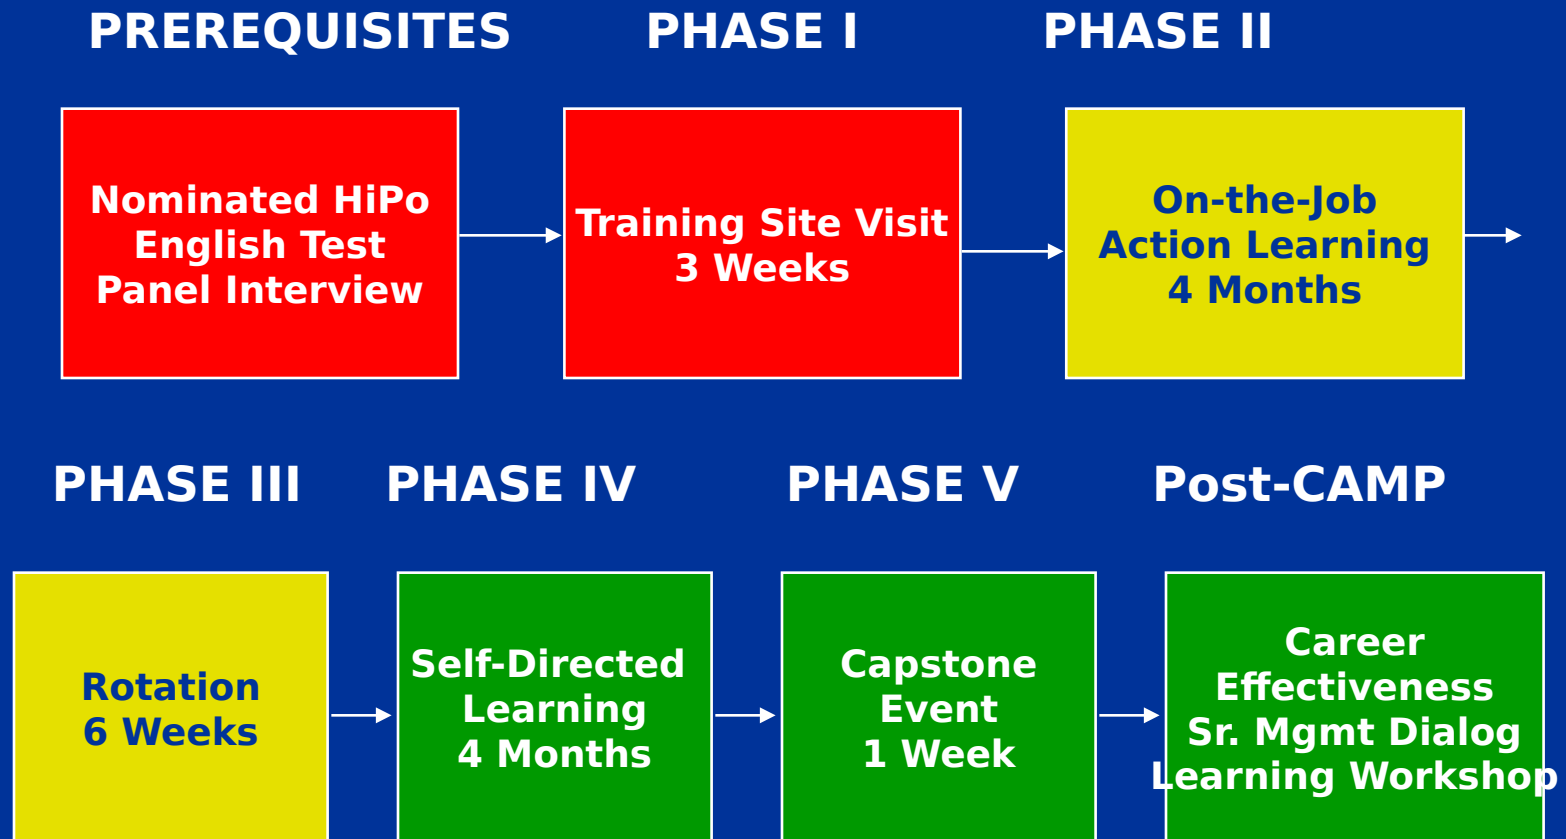 PREREQUISITES
PHASE I
PHASE II
Nominated HiPo
English Test
Panel Interview
Training Site Visit
3 Weeks
On-the-Job
Action Learning
4 Months
PHASE III
PHASE IV
PHASE V
Post-CAMP
Rotation
6 Weeks
Self-Directed
Learning
4 Months
Capstone
Event
1 Week
Career
Effectiveness
Sr. Mgmt Dialog
Learning Workshop